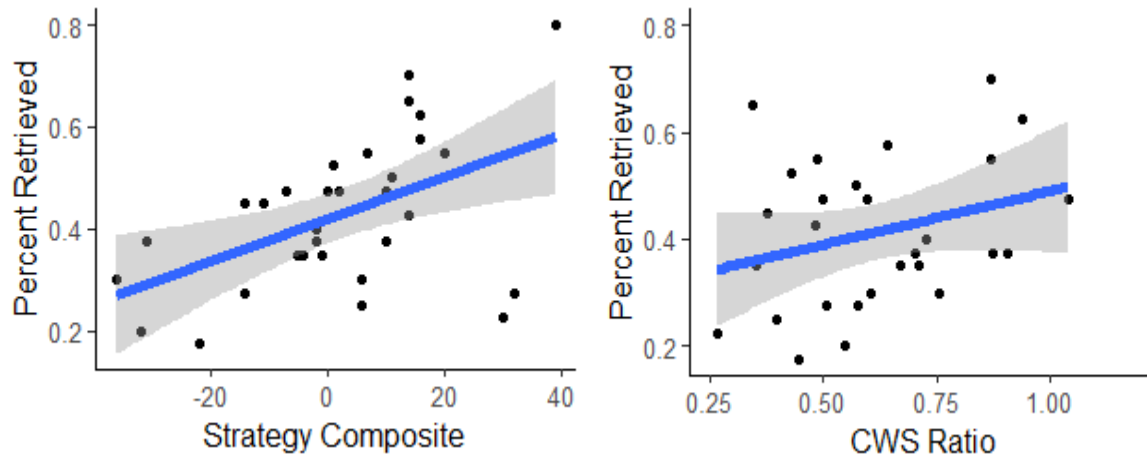 Percent Retrieved
0.8
0.6
0.4
0.2
-20 0 20 40
Strategy Composite
Percent Retrieved
0.8
0.6
0.4
0.2
0.25 0.50 0.75 1.00
CWS Ratio